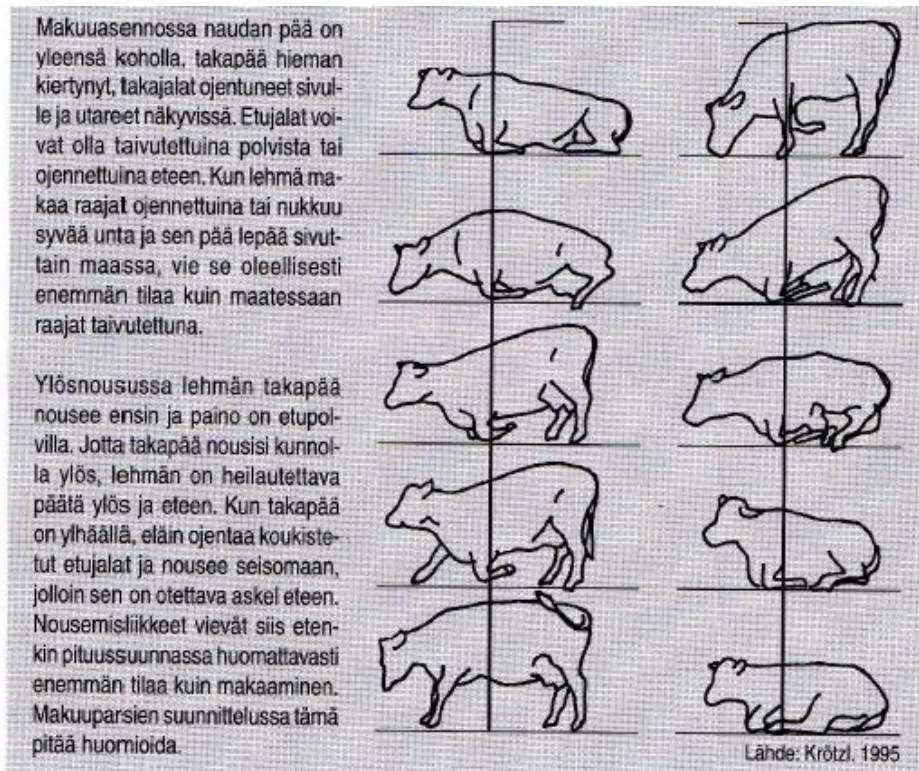 Makuuasennossa naudan pää on
yleensä koholla, takapää hieman
kiertynyt, takajalat ojentuneet sivul-
le ja utareet näkyvissä. Etujalat voi-
vat olla taivutettuina polvista tai
ojennettuina eteen. Kun lehmä ma-
kaa raajat ojennettuina tai nukkuu
syvää unta ja sen pää lepää sivut-
tain maassa, vie se oleellisesti
enemmän tilaa kuin maatessaan
raajat taivutettuna.
Ylösnousussa lehmän takapää
nousee ensin ja paino on etupol-
villa. Jotta takapää nousisi kunnol-
la ylös, lehmän on heilautettava
päätä ylös ja eteen. Kun takapää
on ylhäällä, eläin ojentaa koukiste-
tut etujalat ja nousee seisomaan,
jolloin sen on otettava askel eteen.
Nousemisliikkeet vievät siis eten-
kin pituussuunnassa huomattavasti
enemmän tilaa kuin makaaminen.
Makuuparsien suunnittelussa tämä
pitää huomioida.
Lähde: Krötzl. 1995